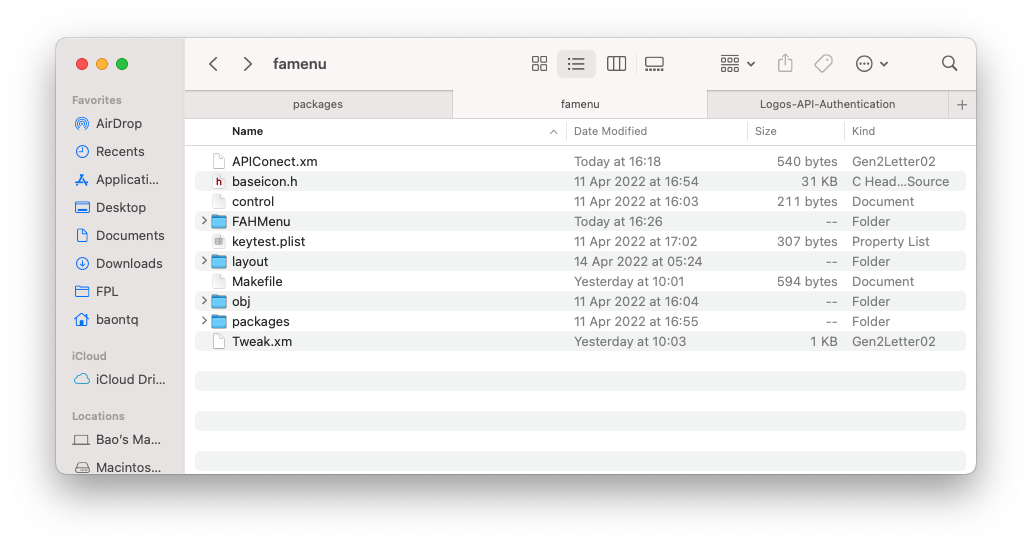 famenu
packages
famenu
Logos-API-Authentication
Favorites
AirDrop
Recents
Applicati...
Desktop
Documents
Downloads
FPL
baontq
iCloud
iCloud Dri...
Locations
Bao's Ma...
Macintos...
Name Date Modified Size Kind
APIConect.xm Today at 16:18 540 bytes Gen2Letter02
baseicon.h 11 Apr 2022 at 16:54 31 KB C Head...Source
control 11 Apr 2022 at 16:03 211 bytes Document
FAHMenu Today at 16:26 -- Folder
keytest.plist 11 Apr 2022 at 17:02 307 bytes Property List
layout 14 Apr 2022 at 05:24 -- Folder
Makefile Yesterday at 10:01 594 bytes Document
obj 11 Apr 2022 at 16:04 -- Folder
packages 11 Apr 2022 at 16:55 -- Folder
Tweak.xm Yesterday at 10:03 1 KB Gen2Letter02